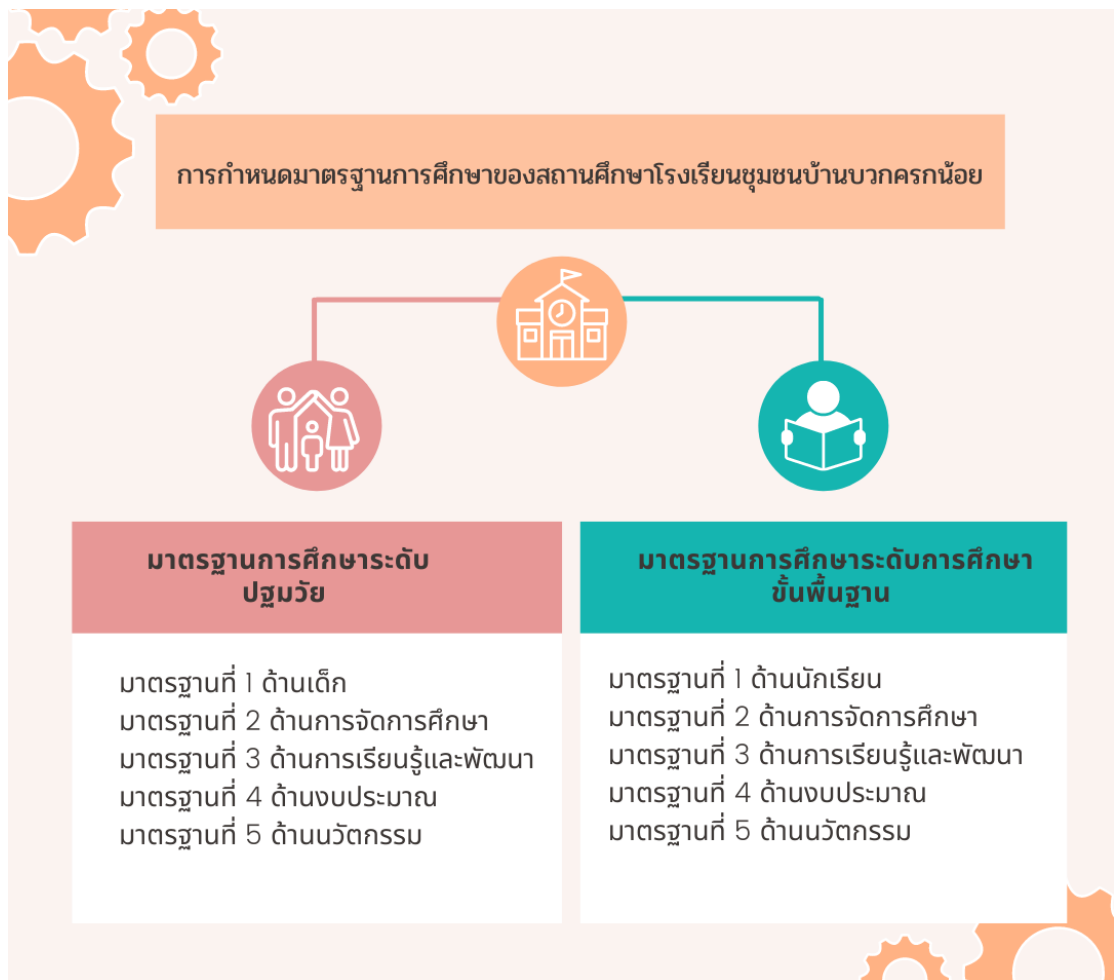 การกำหนดมาตรฐานการศึกษาของสถานศึกษาโรงเรียนชุมชนบ้านบวกครกน้อย
มาตรฐานการศึกษาระดับ
ปฐมวัย
มาตรฐานที่ 1 ด้านเด็ก
มาตรฐานที่ 2 ด้านการจัดการศึกษา
มาตรฐานที่ 3 ด้านการเรียนรู้และพัฒนา
มาตรฐานที่ 4 ด้านงบประมาณ
มาตรฐานที่ 5 ด้านนวัตกรรม
มาตรฐานการศึกษาระดับการศึกษา
ขั้นพื้นฐาน
มาตรฐานที่ 1 ด้านนักเรียน
มาตรฐานที่ 2 ด้านการจัดการศึกษา
มาตรฐานที่ 3 ด้านการเรียนรู้และพัฒนา
มาตรฐานที่ 4 ด้านงบประมาณ
มาตรฐานที่ 5 ด้านนวัตกรรม